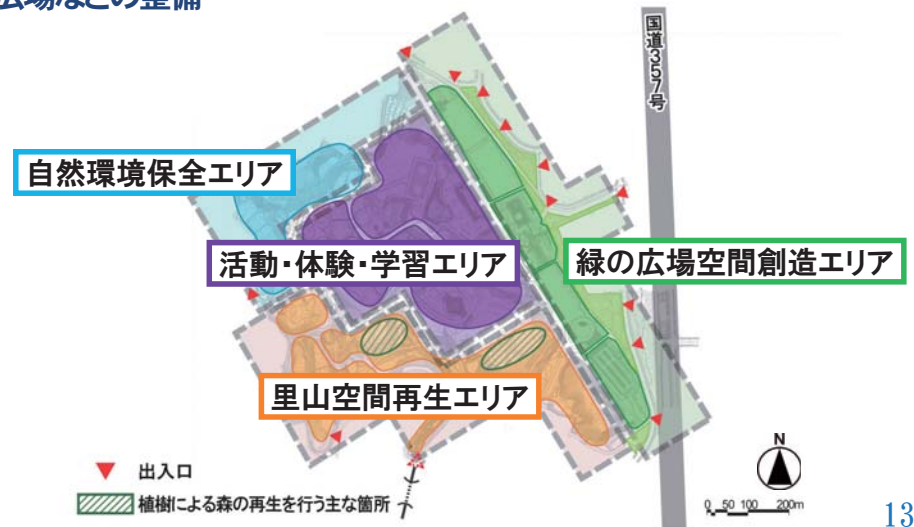 広場などの整備
国道357号
自然環境保全エリア
活動・体験・学習エリア
緑の広場空間創造エリア
里山空間再生エリア
出入口
植樹による森の再生を行う主な箇所
N
0 50 100 200m
13